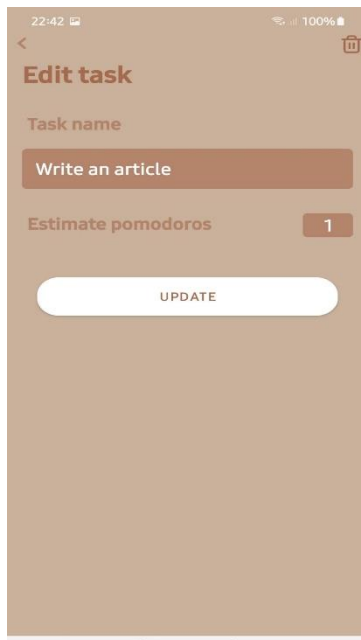 22:42 100%
Edit task
Task name
Write an article
Estimate pomodoros 1
UPDATE